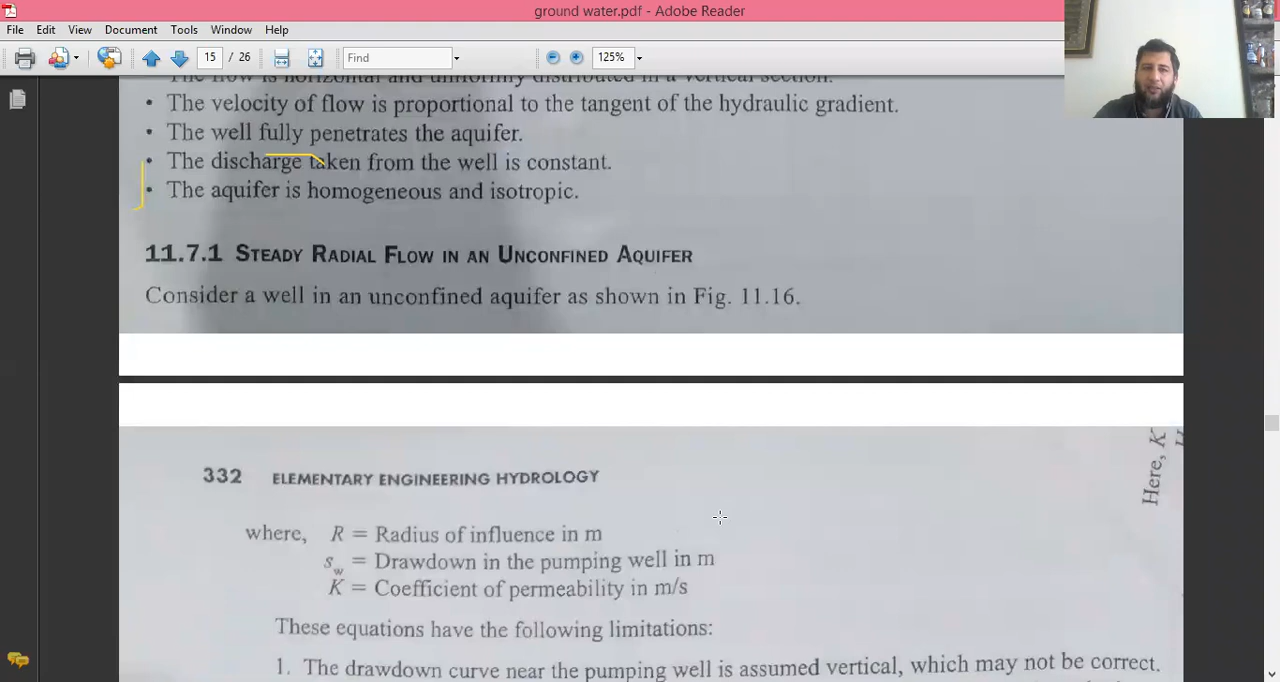 ground water.pdf - Adobe Reader
File Edit View Document Tools Window Help
15 / 26 Find 125%
The flow is horizontal and uniformly distributed in a vertical section.
• The velocity of flow is proportional to the tangent of the hydraulic gradient.
• The well fully penetrates the aquifer.
• The discharge taken from the well is constant.
• The aquifer is homogeneous and isotropic.
11.7.1 STEADY RADIAL FLOW IN AN UNCONFINED AQUIFER
Consider a well in an unconfined aquifer as shown in Fig. 11.16.
332 ELEMENTARY ENGINEERING HYDROLOGY
Here, K
where, R = Radius of influence in m
s_w = Drawdown in the pumping well in m
K = Coefficient of permeability in m/s
These equations have the following limitations:
1. The drawdown curve near the pumping well is assumed vertical, which may not be correct.